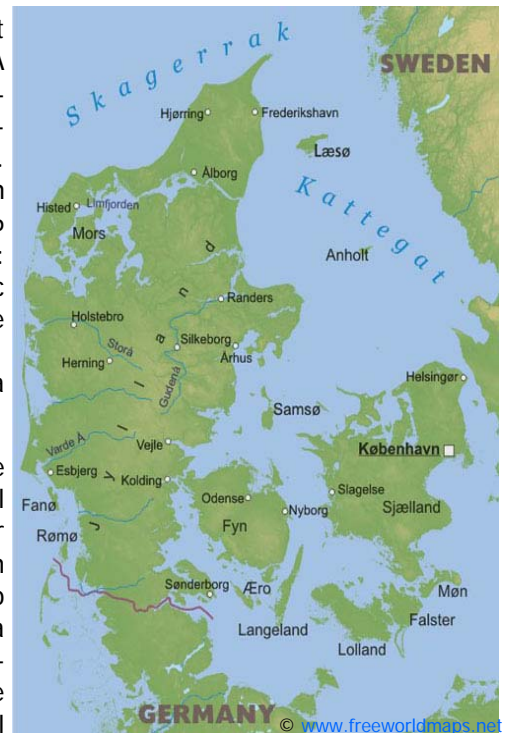 Skagerrak
SWEDEN
Hjørring
Frederikshavn
Læsø
Ålborg
Kattegat
Histed
Limfjorden
Mors
Anholt
Jylland
Randers
Holstebro
Storå
Silkeborg
Århus
Herning
Gudenå
Helsingør
Samsø
Varde Å
Vejle
København
Esbjerg
Kolding
Odense
Slagelse
Fanø
Nyborg
Sjælland
Fyn
Rømø
Sønderborg
Ærø
Møn
Langeland
Falster
Lolland
GERMANY
© www.freeworldmaps.net